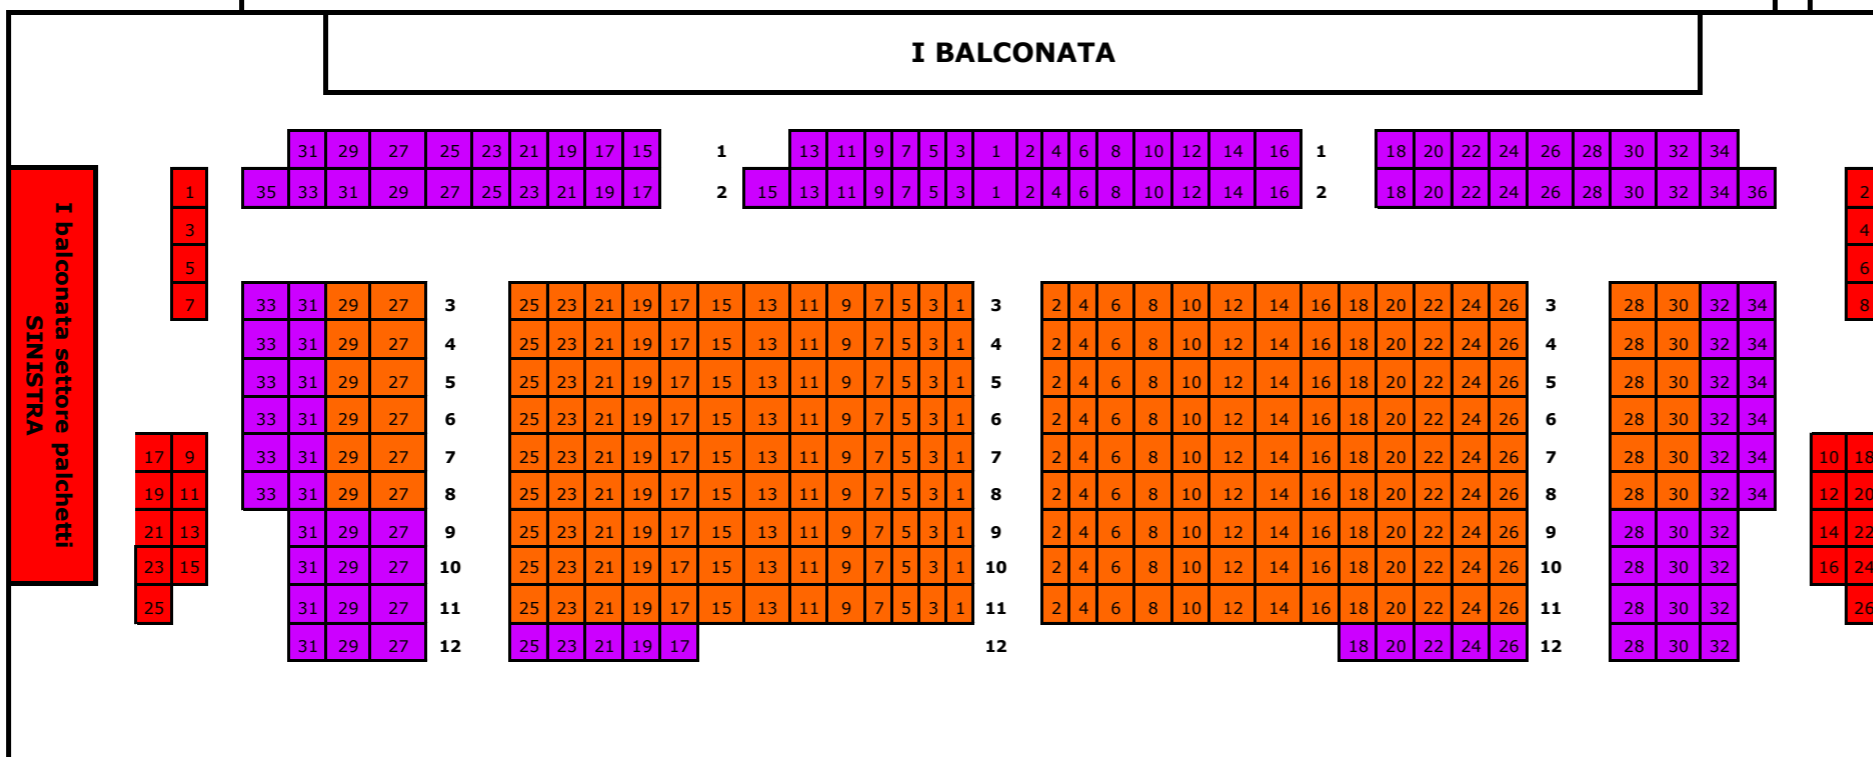 I BALCONATA
31 29 27 25 23 21 19 17 15 1 13 11 9 7 5 3 1 2 4 6 8 10 12 14 16 1 18 20 22 24 26 28 30 32 34
1 35 33 31 29 27 25 23 21 19 17 2 15 13 11 9 7 5 3 1 2 4 6 8 10 12 14 16 2 18 20 22 24 26 28 30 32 34 36 2
3 4
5 6
7 33 31 29 27 3 25 23 21 19 17 15 13 11 9 7 5 3 1 3 2 4 6 8 10 12 14 16 18 20 22 24 26 3 28 30 32 34 8
33 31 29 27 4 25 23 21 19 17 15 13 11 9 7 5 3 1 4 2 4 6 8 10 12 14 16 18 20 22 24 26 4 28 30 32 34
33 31 29 27 5 25 23 21 19 17 15 13 11 9 7 5 3 1 5 2 4 6 8 10 12 14 16 18 20 22 24 26 5 28 30 32 34
33 31 29 27 6 25 23 21 19 17 15 13 11 9 7 5 3 1 6 2 4 6 8 10 12 14 16 18 20 22 24 26 6 28 30 32 34
17 9 33 31 29 27 7 25 23 21 19 17 15 13 11 9 7 5 3 1 7 2 4 6 8 10 12 14 16 18 20 22 24 26 7 28 30 32 34 10 18
19 11 33 31 29 27 8 25 23 21 19 17 15 13 11 9 7 5 3 1 8 2 4 6 8 10 12 14 16 18 20 22 24 26 8 28 30 32 34 12 20
21 13 31 29 27 9 25 23 21 19 17 15 13 11 9 7 5 3 1 9 2 4 6 8 10 12 14 16 18 20 22 24 26 9 28 30 32 14 22
23 15 31 29 27 10 25 23 21 19 17 15 13 11 9 7 5 3 1 10 2 4 6 8 10 12 14 16 18 20 22 24 26 10 28 30 32 16 24
25 31 29 27 11 25 23 21 19 17 15 13 11 9 7 5 3 1 11 2 4 6 8 10 12 14 16 18 20 22 24 26 11 28 30 32 26
31 29 27 12 25 23 21 19 17 12 18 20 22 24 26 12 28 30 32
I balconata settore palchetti
SINISTRA